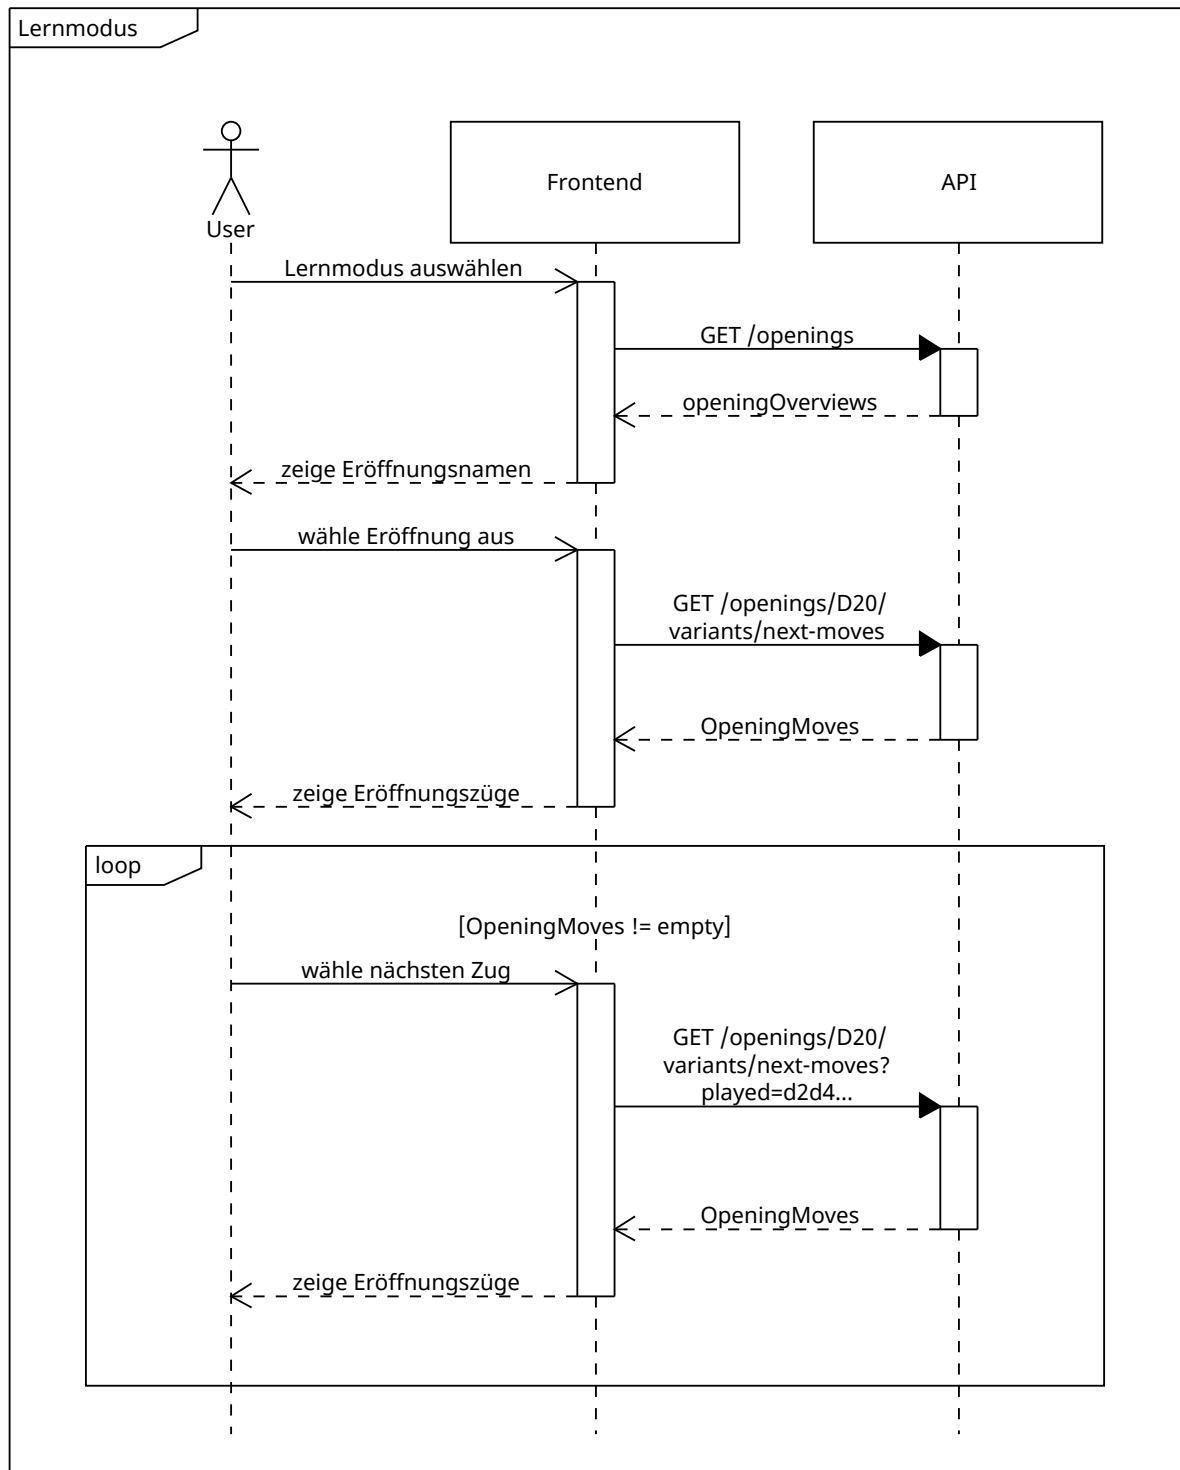 Lernmodus
User
Frontend
API
Lernmodus auswählen
GET /openings
openingOverviews
zeige Eröffnungsnamen
wähle Eröffnung aus
GET /openings/D20/
variants/next-moves
OpeningMoves
zeige Eröffnungszüge
loop
[OpeningMoves != empty]
wähle nächsten Zug
GET /openings/D20/
variants/next-moves?
played=d2d4...
OpeningMoves
zeige Eröffnungszüge